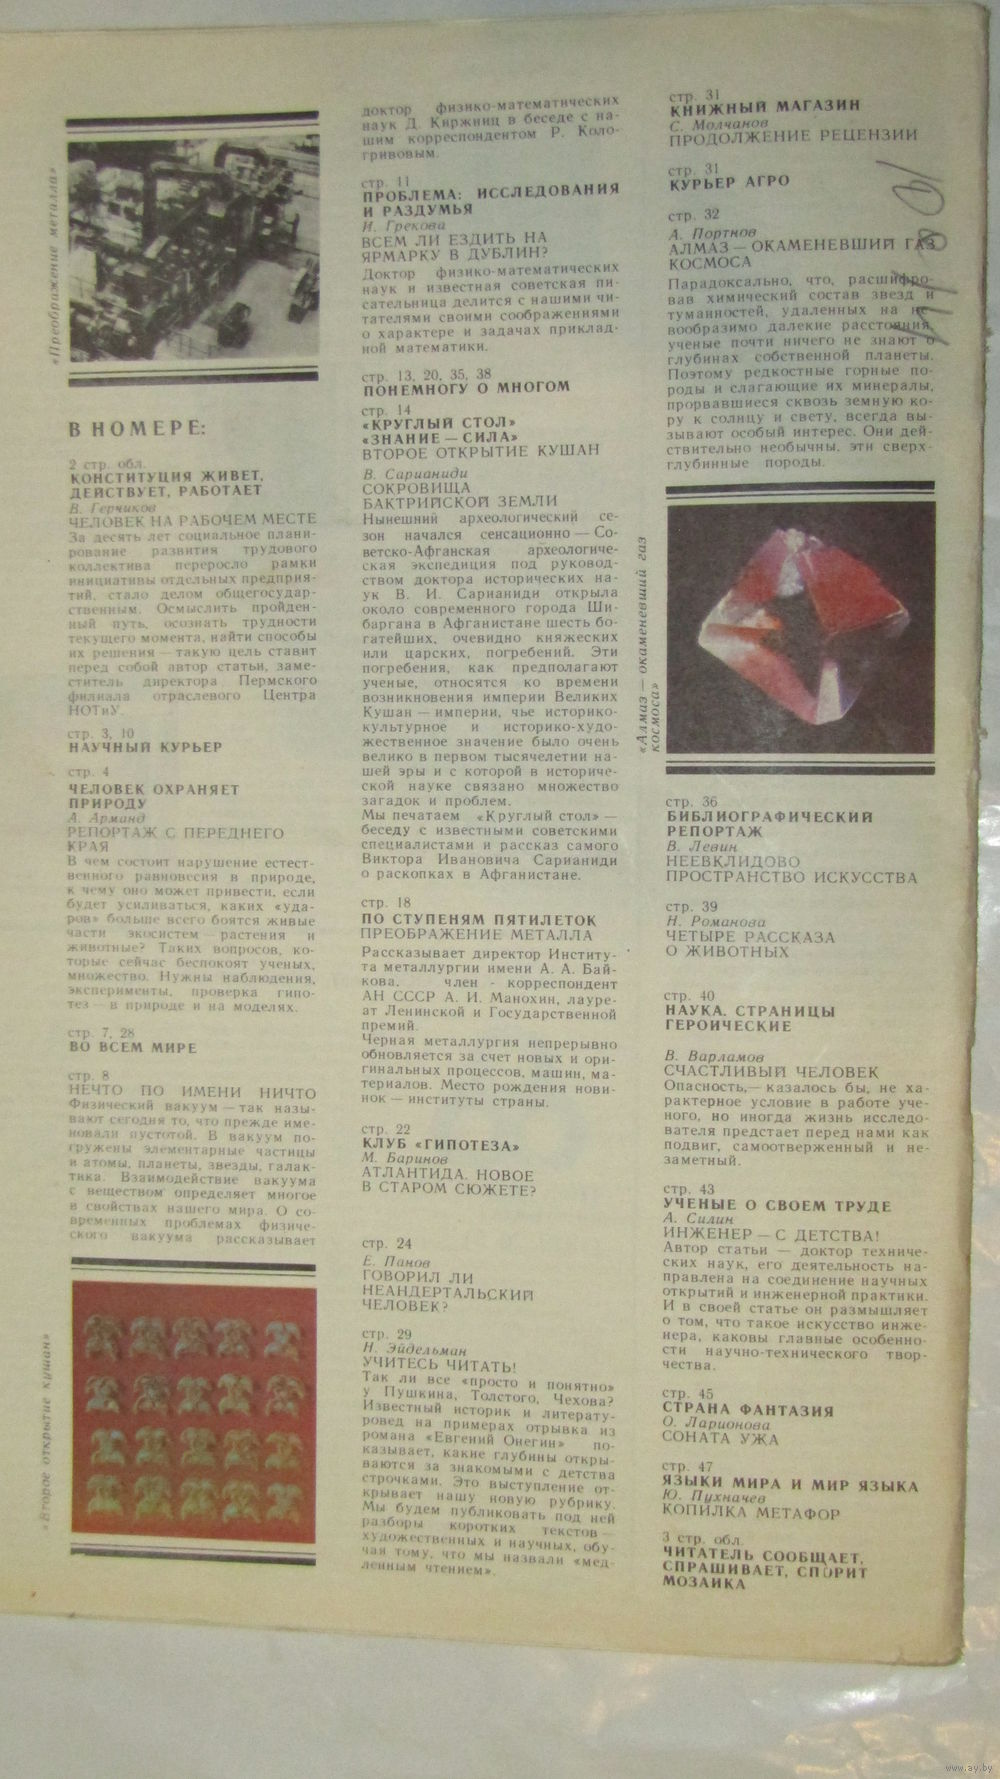 «Преображение металла»
В НОМЕРЕ:
2 стр. обл.
КОНСТИТУЦИЯ ЖИВЕТ,
ДЕЙСТВУЕТ, РАБОТАЕТ
В. Герчиков
ЧЕЛОВЕК НА РАБОЧЕМ МЕСТЕ
За десять лет социальное плани-
рование развития трудового
коллектива переросло рамки
инициативы отдельных предприя-
тий, стало делом общегосудар-
ственным. Осмыслить пройден-
ный путь, осознать трудности
текущего момента, найти способы
их решения — такую цель ставит
перед собой автор статьи, заме-
ститель директора Пермского
филиала отраслевого Центра
НОТиУ.
стр. 3, 10
НАУЧНЫЙ КУРЬЕР
стр. 4
ЧЕЛОВЕК ОХРАНЯЕТ
ПРИРОДУ
А. Арманд
РЕПОРТАЖ С ПЕРЕДНЕГО
КРАЯ
В чем состоит нарушение естест-
венного равновесия в природе,
к чему оно может привести, если
будет усиливаться, каких «уда-
ров» больше всего боятся живые
части экосистем — растения и
животные? Таких вопросов, ко-
торые сейчас беспокоят ученых,
множество. Нужны наблюдения,
эксперименты, проверка гипо-
тез — в природе и на моделях.
стр. 7, 28
ВО ВСЕМ МИРЕ
стр. 8
НЕЧТО ПО ИМЕНИ НИЧТО
Физический вакуум — так назы-
вают сегодня то, что прежде име-
новали пустотой. В вакуум по-
гружены элементарные частицы
и атомы, планеты, звезды, галак-
тика. Взаимодействие вакуума
с веществом определяет многое
в свойствах нашего мира. О со-
временных проблемах физиче-
ского вакуума рассказывает
«Второе открытие кушан»
доктор физико-математических
наук Д. Киржниц в беседе с на-
шим корреспондентом Р. Коло-
гривовым.
стр. 11
ПРОБЛЕМА: ИССЛЕДОВАНИЯ
И РАЗДУМЬЯ
И. Грекова
ВСЕМ ЛИ ЕЗДИТЬ НА
ЯРМАРКУ В ДУБЛИН?
Доктор физико-математических
наук и известная советская пи-
сательница делится с нашими чи-
тателями своими соображениями
о характере и задачах приклад-
ной математики.
стр. 13, 20, 35, 38
ПОНЕМНОГУ О МНОГОМ
стр. 14
«КРУГЛЫЙ СТОЛ»
«ЗНАНИЕ — СИЛА»
ВТОРОЕ ОТКРЫТИЕ КУШАН
В. Сарианиди
СОКРОВИЩА
БАКТРИЙСКОЙ ЗЕМЛИ
Нынешний археологический се-
зон начался сенсационно — Со-
ветско-Афганская археологиче-
ская экспедиция под руковод-
ством доктора исторических на-
ук В. И. Сарианиди открыла
около современного города Ши-
баргана в Афганистане шесть бо-
гатейших, очевидно княжеских
или царских, погребений. Эти
погребения, как предполагают
ученые, относятся ко времени
возникновения империи Великих
Кушан — империи, чье историко-
культурное и историко-худо-
жественное значение было очень
велико в первом тысячелетии на-
шей эры и с которой в историче-
ской науке связано множество
загадок и проблем.
Мы печатаем «Круглый стол» —
беседу с известными советскими
специалистами и рассказ самого
Виктора Ивановича Сарианиди
о раскопках в Афганистане.
стр. 18
ПО СТУПЕНЯМ ПЯТИЛЕТОК
ПРЕОБРАЖЕНИЕ МЕТАЛЛА
Рассказывает директор Институ-
та металлургии имени А. А. Бай-
кова, член - корреспондент
АН СССР А. И. Манохин, лауре-
ат Ленинской и Государственной
премий.
Черная металлургия непрерывно
обновляется за счет новых и ори-
гинальных процессов, машин, ма-
териалов. Место рождения нови-
нок — институты страны.
стр. 22
КЛУБ «ГИПОТЕЗА»
М. Баринов
АТЛАНТИДА. НОВОЕ
В СТАРОМ СЮЖЕТЕ?
стр. 24
Е. Панов
ГОВОРИЛ ЛИ
НЕАНДЕРТАЛЬСКИЙ
ЧЕЛОВЕК?
стр. 29
Н. Эйдельман
УЧИТЕСЬ ЧИТАТЬ!
Так ли все «просто и понятно»
у Пушкина, Толстого, Чехова?
Известный историк и литерату-
ровед на примерах отрывка из
романа «Евгений Онегин» по-
казывает, какие глубины откры-
ваются за знакомыми с детства
строчками. Это выступление от-
крывает нашу новую рубрику.
Мы будем публиковать под ней
разборы коротких текстов —
художественных и научных, обу-
чая тому, что мы назвали «мед-
ленным чтением».
стр. 31
КНИЖНЫЙ МАГАЗИН
С. Молчанов
ПРОДОЛЖЕНИЕ РЕЦЕНЗИИ
стр. 31
КУРЬЕР АГРО
стр. 32
А. Портнов
АЛМАЗ — ОКАМЕНЕВШИЙ ГАЗ
КОСМОСА
Парадоксально, что, расшифро-
вав химический состав звезд и
туманностей, удаленных на не-
вообразимо далекие расстояния,
ученые почти ничего не знают о
глубинах собственной планеты.
Поэтому редкостные горные по-
роды и слагающие их минералы,
прорвавшиеся сквозь земную ко-
ру к солнцу и свету, всегда вы-
зывают особый интерес. Они дей-
ствительно необычны, эти сверх-
глубинные породы.
«Алмаз — окаменевший газ
космоса»
стр. 36
БИБЛИОГРАФИЧЕСКИЙ
РЕПОРТАЖ
В. Левин
НЕЕВКЛИДОВО
ПРОСТРАНСТВО ИСКУССТВА
стр. 39
Н. Романова
ЧЕТЫРЕ РАССКАЗА
О ЖИВОТНЫХ
стр. 40
НАУКА. СТРАНИЦЫ
ГЕРОИЧЕСКИЕ
В. Варламов
СЧАСТЛИВЫЙ ЧЕЛОВЕК
Опасность,— казалось бы, не ха-
рактерное условие в работе уче-
ного, но иногда жизнь исследо-
вателя предстает перед нами как
подвиг, самоотверженный и не-
заметный.
стр. 43
УЧЕНЫЕ О СВОЕМ ТРУДЕ
А. Силин
ИНЖЕНЕР — С ДЕТСТВА!
Автор статьи — доктор техниче-
ских наук, его деятельность на-
правлена на соединение научных
открытий и инженерной практики.
И в своей статье он размышляет
о том, что такое искусство инже-
нера, каковы главные особенно-
сти научно-технического твор-
чества.
стр. 45
СТРАНА ФАНТАЗИЯ
О. Ларионова
СОНАТА УЖА
стр. 47
ЯЗЫКИ МИРА И МИР ЯЗЫКА
Ю. Пухначев
КОПИЛКА МЕТАФОР
3 стр. обл.
ЧИТАТЕЛЬ СООБЩАЕТ,
СПРАШИВАЕТ, СПОРИТ
МОЗАИКА
www.ay.by